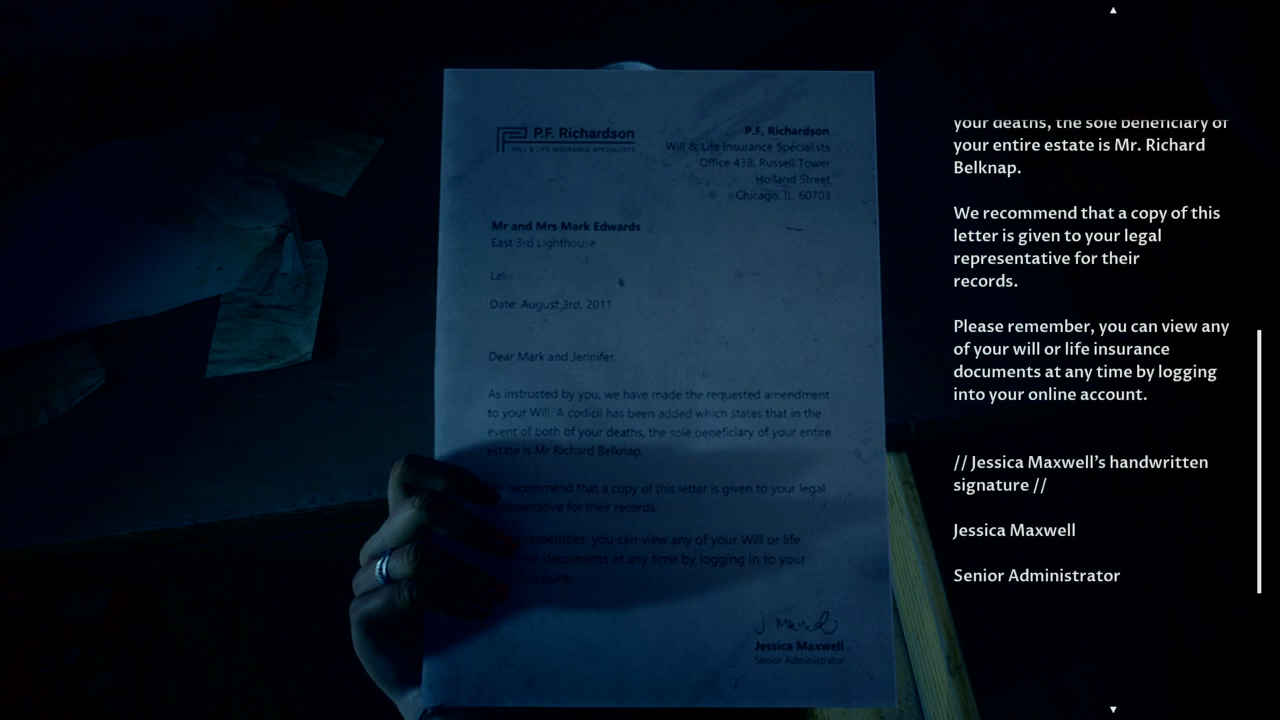 P.F. Richardson
WILL & LIFE INSURANCE SPECIALISTS
P.F. Richardson
Will & Life Insurance Specialists
Office 43B, Russell Tower
Holland Street
Chicago, IL, 60703
Mr and Mrs Mark Edwards
East 3rd Lighthouse
Lake
Date: August 3rd, 2011
Dear Mark and Jennifer,
As instructed by you, we have made the requested amendment
to your Will. A codicil has been added which states that in the
event of both of your deaths, the sole beneficiary of your entire
estate is Mr Richard Belknap.
recommend that a copy of this letter is given to your legal
for their records.
remember, you can view any of your Will or life
documents at any time by logging in to your
account.
J. Maxwell
Jessica Maxwell
Senior Administrator
your deaths, the sole beneficiary of
your entire estate is Mr. Richard
Belknap.
We recommend that a copy of this
letter is given to your legal
representative for their
records.
Please remember, you can view any
of your will or life insurance
documents at any time by logging
into your online account.
// Jessica Maxwell's handwritten
signature //
Jessica Maxwell
Senior Administrator